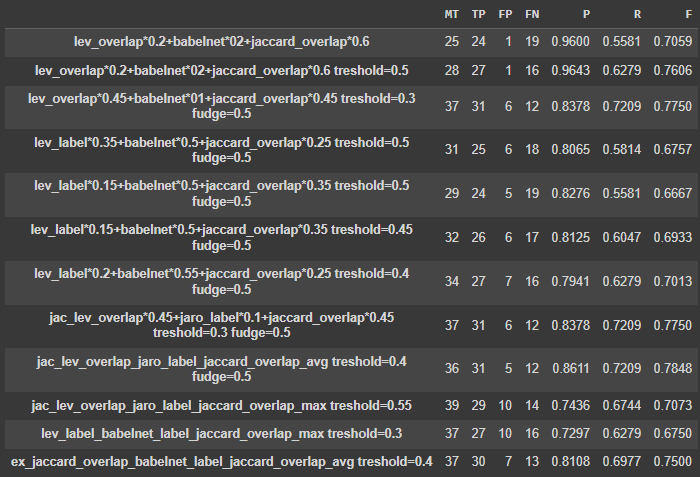 MT TP FP FN P R F
lev_overlap*0.2+babelnet*02+jaccard_overlap*0.6 25 24 1 19 0.9600 0.5581 0.7059
lev_overlap*0.2+babelnet*02+jaccard_overlap*0.6 treshold=0.5 28 27 1 16 0.9643 0.6279 0.7606
lev_overlap*0.45+babelnet*01+jaccard_overlap*0.45 treshold=0.3
fudge=0.5 37 31 6 12 0.8378 0.7209 0.7750
lev_label*0.35+babelnet*0.5+jaccard_overlap*0.25 treshold=0.5
fudge=0.5 31 25 6 18 0.8065 0.5814 0.6757
lev_label*0.15+babelnet*0.5+jaccard_overlap*0.35 treshold=0.5
fudge=0.5 29 24 5 19 0.8276 0.5581 0.6667
lev_label*0.15+babelnet*0.5+jaccard_overlap*0.35 treshold=0.45
fudge=0.5 32 26 6 17 0.8125 0.6047 0.6933
lev_label*0.2+babelnet*0.55+jaccard_overlap*0.25 treshold=0.4
fudge=0.5 34 27 7 16 0.7941 0.6279 0.7013
jac_lev_overlap*0.45+jaro_label*0.1+jaccard_overlap*0.45
treshold=0.3 fudge=0.5 37 31 6 12 0.8378 0.7209 0.7750
jac_lev_overlap_jaro_label_jaccard_overlap_avg treshold=0.4
fudge=0.5 36 31 5 12 0.8611 0.7209 0.7848
jac_lev_overlap_jaro_label_jaccard_overlap_max treshold=0.55 39 29 10 14 0.7436 0.6744 0.7073
lev_label_babelnet_label_jaccard_overlap_max treshold=0.3 37 27 10 16 0.7297 0.6279 0.6750
ex_jaccard_overlap_babelnet_label_jaccard_overlap_avg treshold=0.4 37 30 7 13 0.8108 0.6977 0.7500